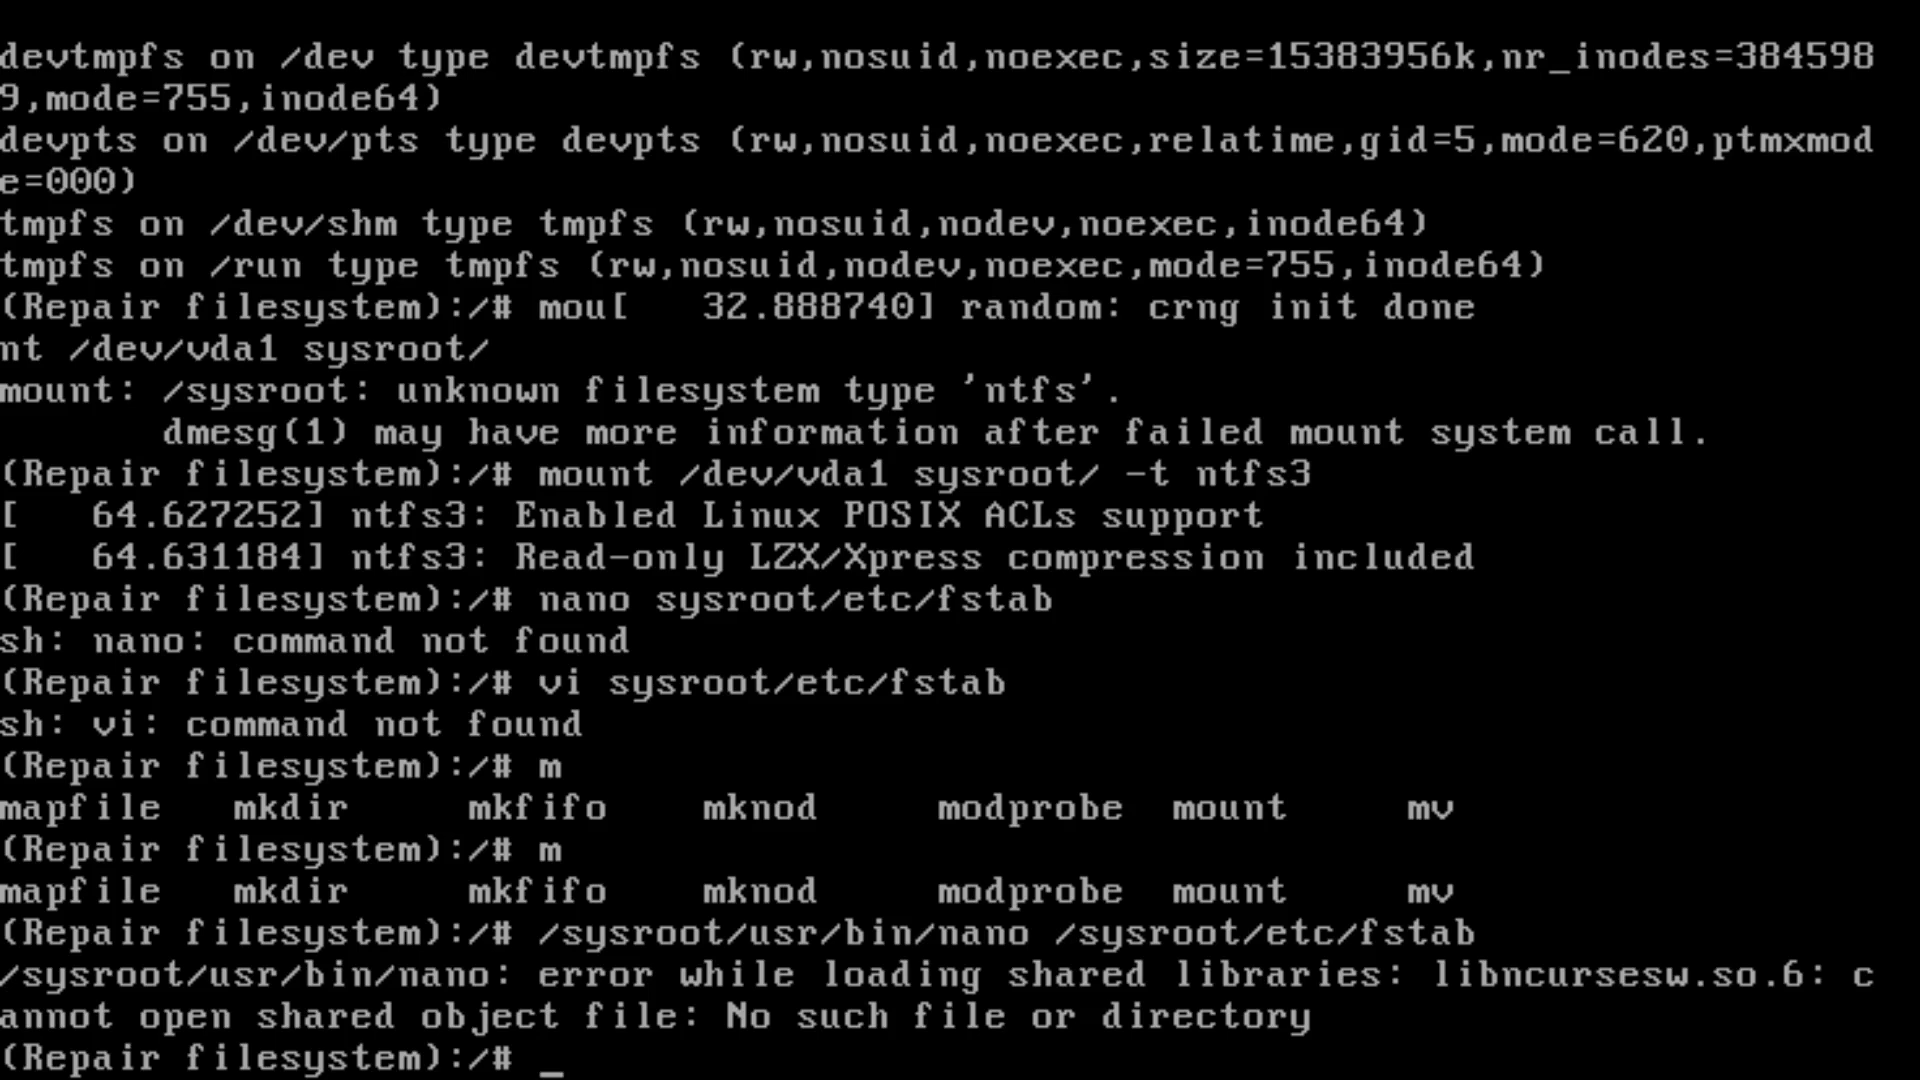 devtmpfs on /dev type devtmpfs (rw,nosuid,noexec,size=15383956k,nr_inodes=384598
9,mode=755,inode64)
devpts on /dev/pts type devpts (rw,nosuid,noexec,relatime,gid=5,mode=620,ptmxmod
e=000)
tmpfs on /dev/shm type tmpfs (rw,nosuid,nodev,noexec,inode64)
tmpfs on /run type tmpfs (rw,nosuid,nodev,noexec,mode=755,inode64)
(Repair filesystem):/# mou[   32.888740] random: crng init done
nt /dev/vda1 sysroot/
mount: /sysroot: unknown filesystem type 'ntfs'.
       dmesg(1) may have more information after failed mount system call.
(Repair filesystem):/# mount /dev/vda1 sysroot/ -t ntfs3
[   64.627252] ntfs3: Enabled Linux POSIX ACLs support
[   64.631184] ntfs3: Read-only LZX/Xpress compression included
(Repair filesystem):/# nano sysroot/etc/fstab
sh: nano: command not found
(Repair filesystem):/# vi sysroot/etc/fstab
sh: vi: command not found
(Repair filesystem):/# m
mapfile   mkdir     mkfifo    mknod     modprobe  mount     mv
(Repair filesystem):/# m
mapfile   mkdir     mkfifo    mknod     modprobe  mount     mv
(Repair filesystem):/# /sysroot/usr/bin/nano /sysroot/etc/fstab
/sysroot/usr/bin/nano: error while loading shared libraries: libncursesw.so.6: c
annot open shared object file: No such file or directory
(Repair filesystem):/# _